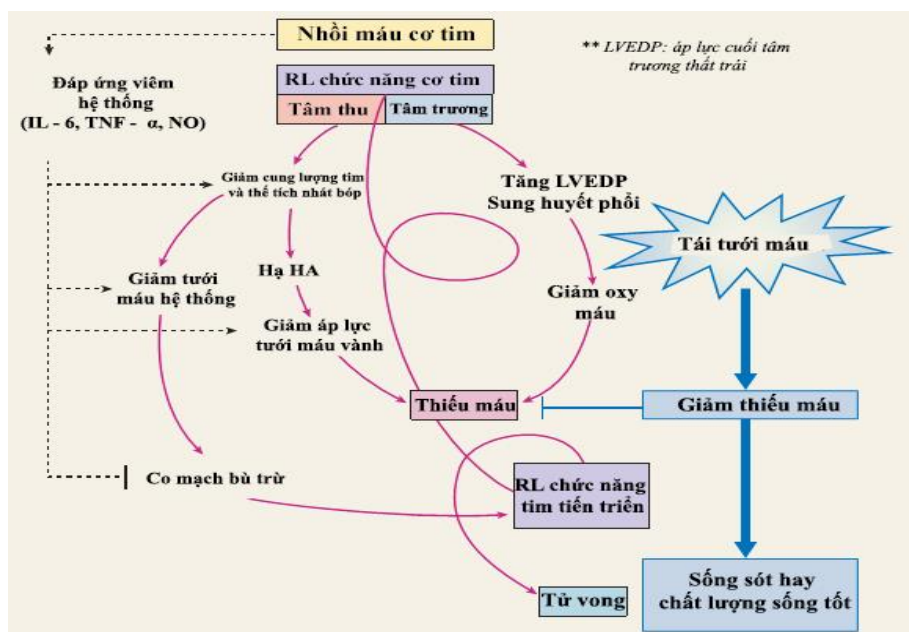 Nhồi máu cơ tim
** LVEDP: áp lực cuối tâm
trương thất trái
Đáp ứng viêm
hệ thống
(IL - 6, TNF - α, NO)
RL chức năng cơ tim
Tâm thu
Tâm trương
Giảm cung lượng tim
và thể tích nhát bóp
Tăng LVEDP
Sung huyết phổi
Tái tưới máu
Giảm tưới
máu hệ thống
Hạ HA
Giảm oxy
máu
Giảm áp lực
tưới máu vành
Thiếu máu
Giảm thiếu máu
Co mạch bù trừ
RL chức năng
tim tiến triển
Tử vong
Sống sót hay
chất lượng sống tốt